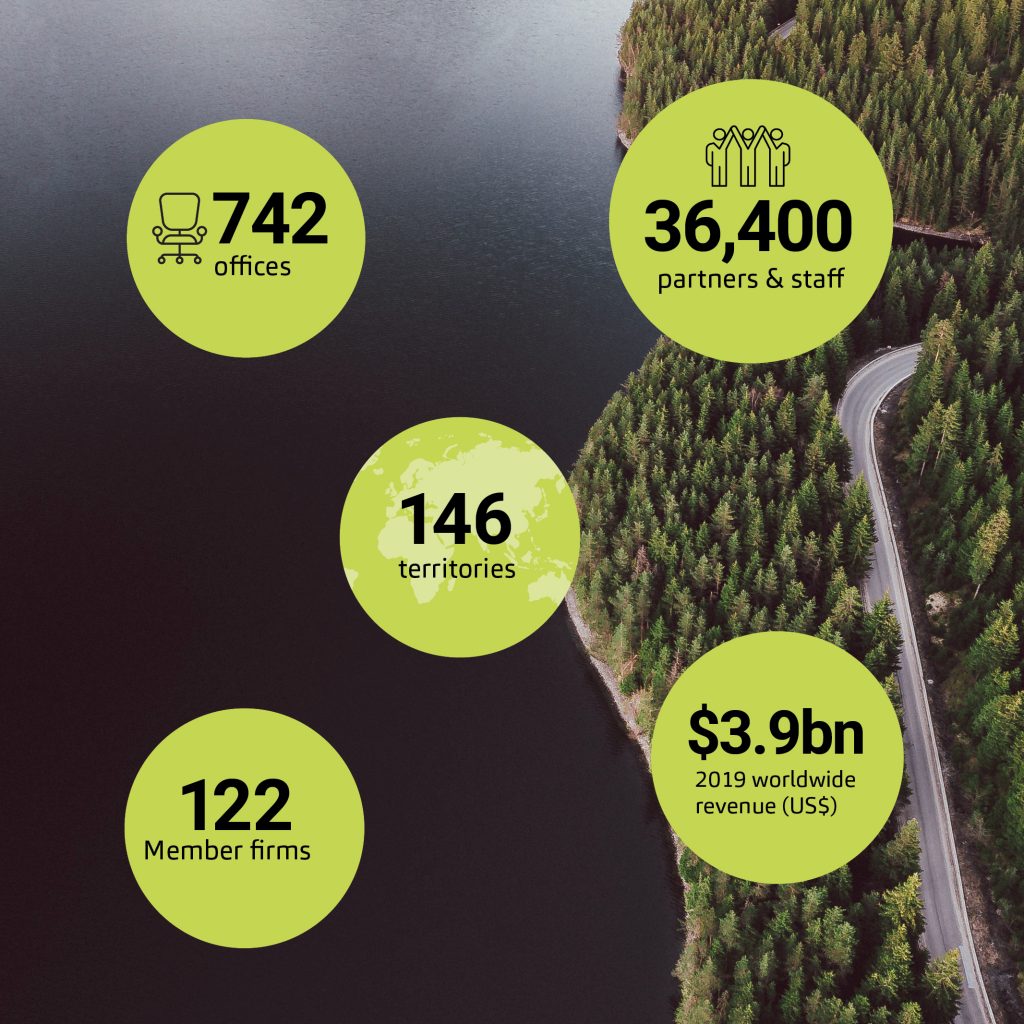 742
offices
36,400
partners & staff
146
territories
122
Member firms
$3.9bn
2019 worldwide
revenue (US$)